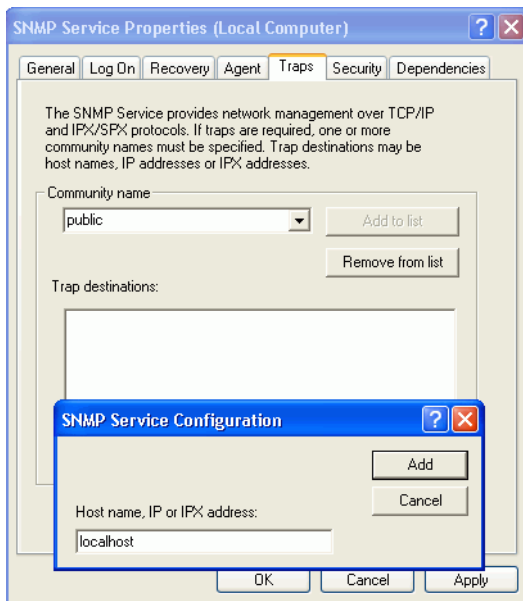 SNMP Service Properties (Local Computer)
General Log On Recovery Agent Traps Security Dependencies
The SNMP Service provides network management over TCP/IP
and IPX/SPX protocols. If traps are required, one or more
community names must be specified. Trap destinations may be
host names, IP addresses or IPX addresses.
Community name
public
Add to list
Remove from list
Trap destinations:
SNMP Service Configuration
Add
Cancel
Host name, IP or IPX address:
localhost
OK Cancel Apply